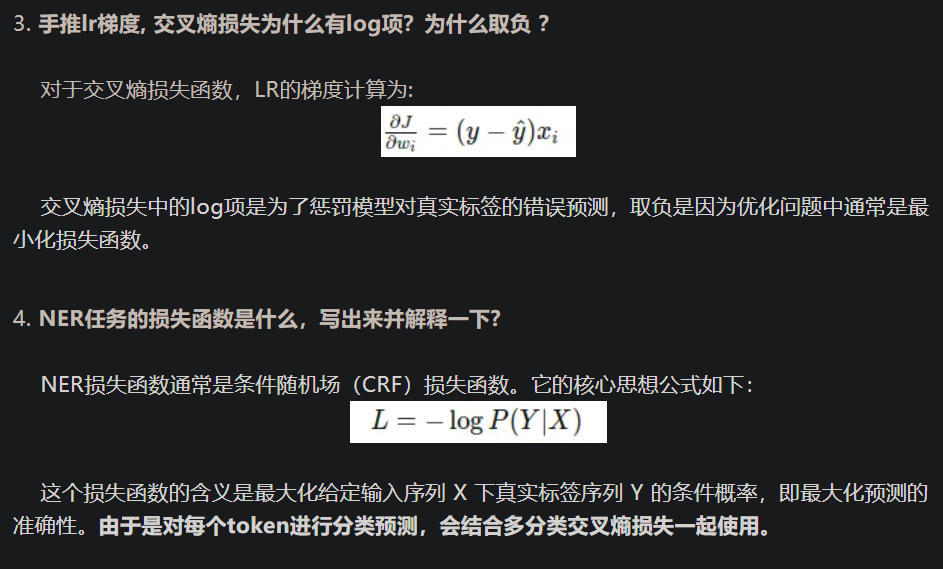 3. 手推lr梯度, 交叉熵损失为什么有log项？为什么取负 ？
对于交叉熵损失函数，LR的梯度计算为:
∂J/∂wᵢ = (y − ŷ)xᵢ
交叉熵损失中的log项是为了惩罚模型对真实标签的错误预测，取负是因为优化问题中通常是最
小化损失函数。
4. NER任务的损失函数是什么，写出来并解释一下?
NER损失函数通常是条件随机场（CRF）损失函数。它的核心思想公式如下：
L = − log P(Y|X)
这个损失函数的含义是最大化给定输入序列 X 下真实标签序列 Y 的条件概率，即最大化预测的
准确性。由于是对每个token进行分类预测，会结合多分类交叉熵损失一起使用。